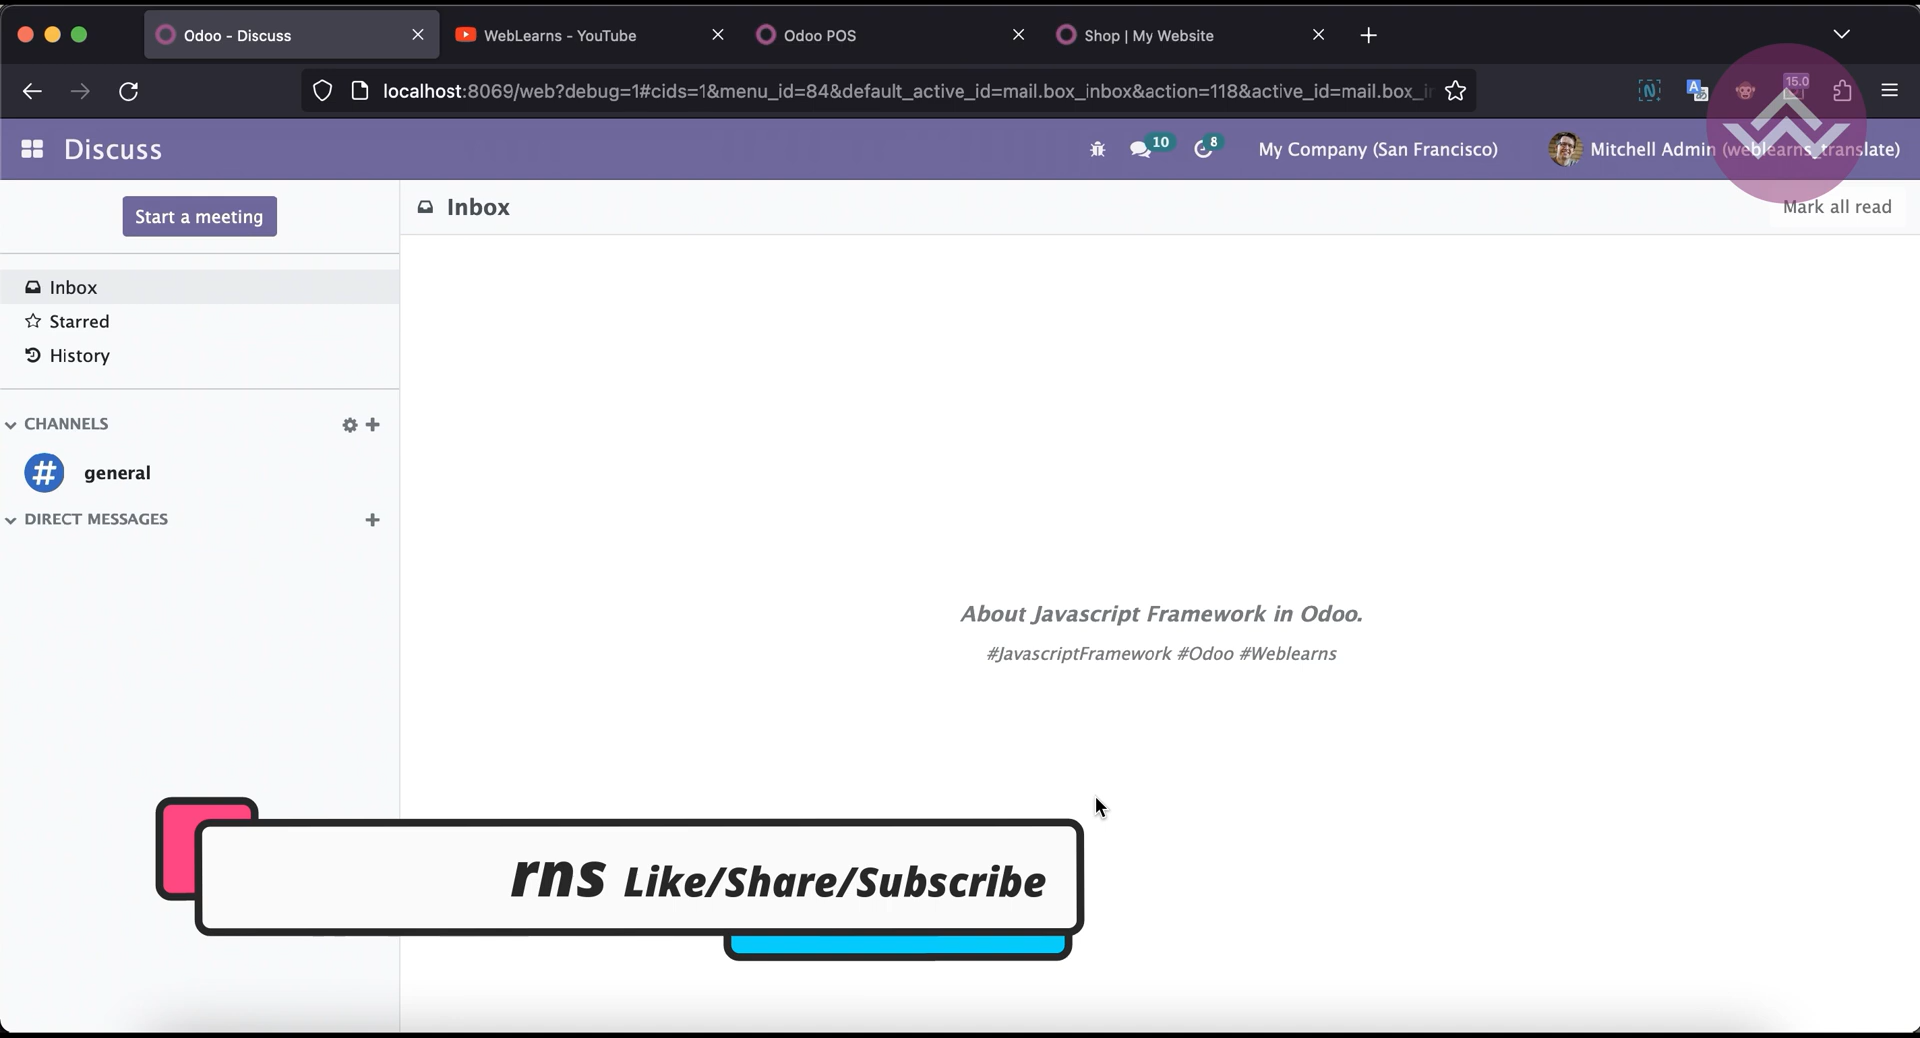 Odoo - Discuss
WebLearns - YouTube
Odoo POS
Shop | My Website
localhost:8069/web?debug=1#cids=1&menu_id=84&default_active_id=mail.box_inbox&action=118&active_id=mail.box_i
15.0
Discuss
10
8
My Company (San Francisco)
Mitchell Admin (weblearns_translate)
Start a meeting
Inbox
Mark all read
Inbox
Starred
History
CHANNELS
general
DIRECT MESSAGES
About Javascript Framework in Odoo.
#JavascriptFramework #Odoo #Weblearns
rns Like/Share/Subscribe